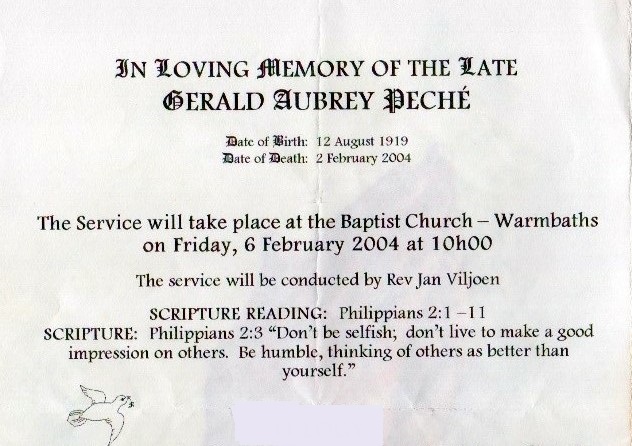 In Loving Memory of the Late
Gerald Aubrey Peché
Date of Birth: 12 August 1919
Date of Death: 2 February 2004
The Service will take place at the Baptist Church – Warmbaths
on Friday, 6 February 2004 at 10h00
The service will be conducted by Rev Jan Viljoen
SCRIPTURE READING: Philippians 2:1 –11
SCRIPTURE: Philippians 2:3 “Don’t be selfish; don’t live to make a good
impression on others. Be humble, thinking of others as better than
yourself.”